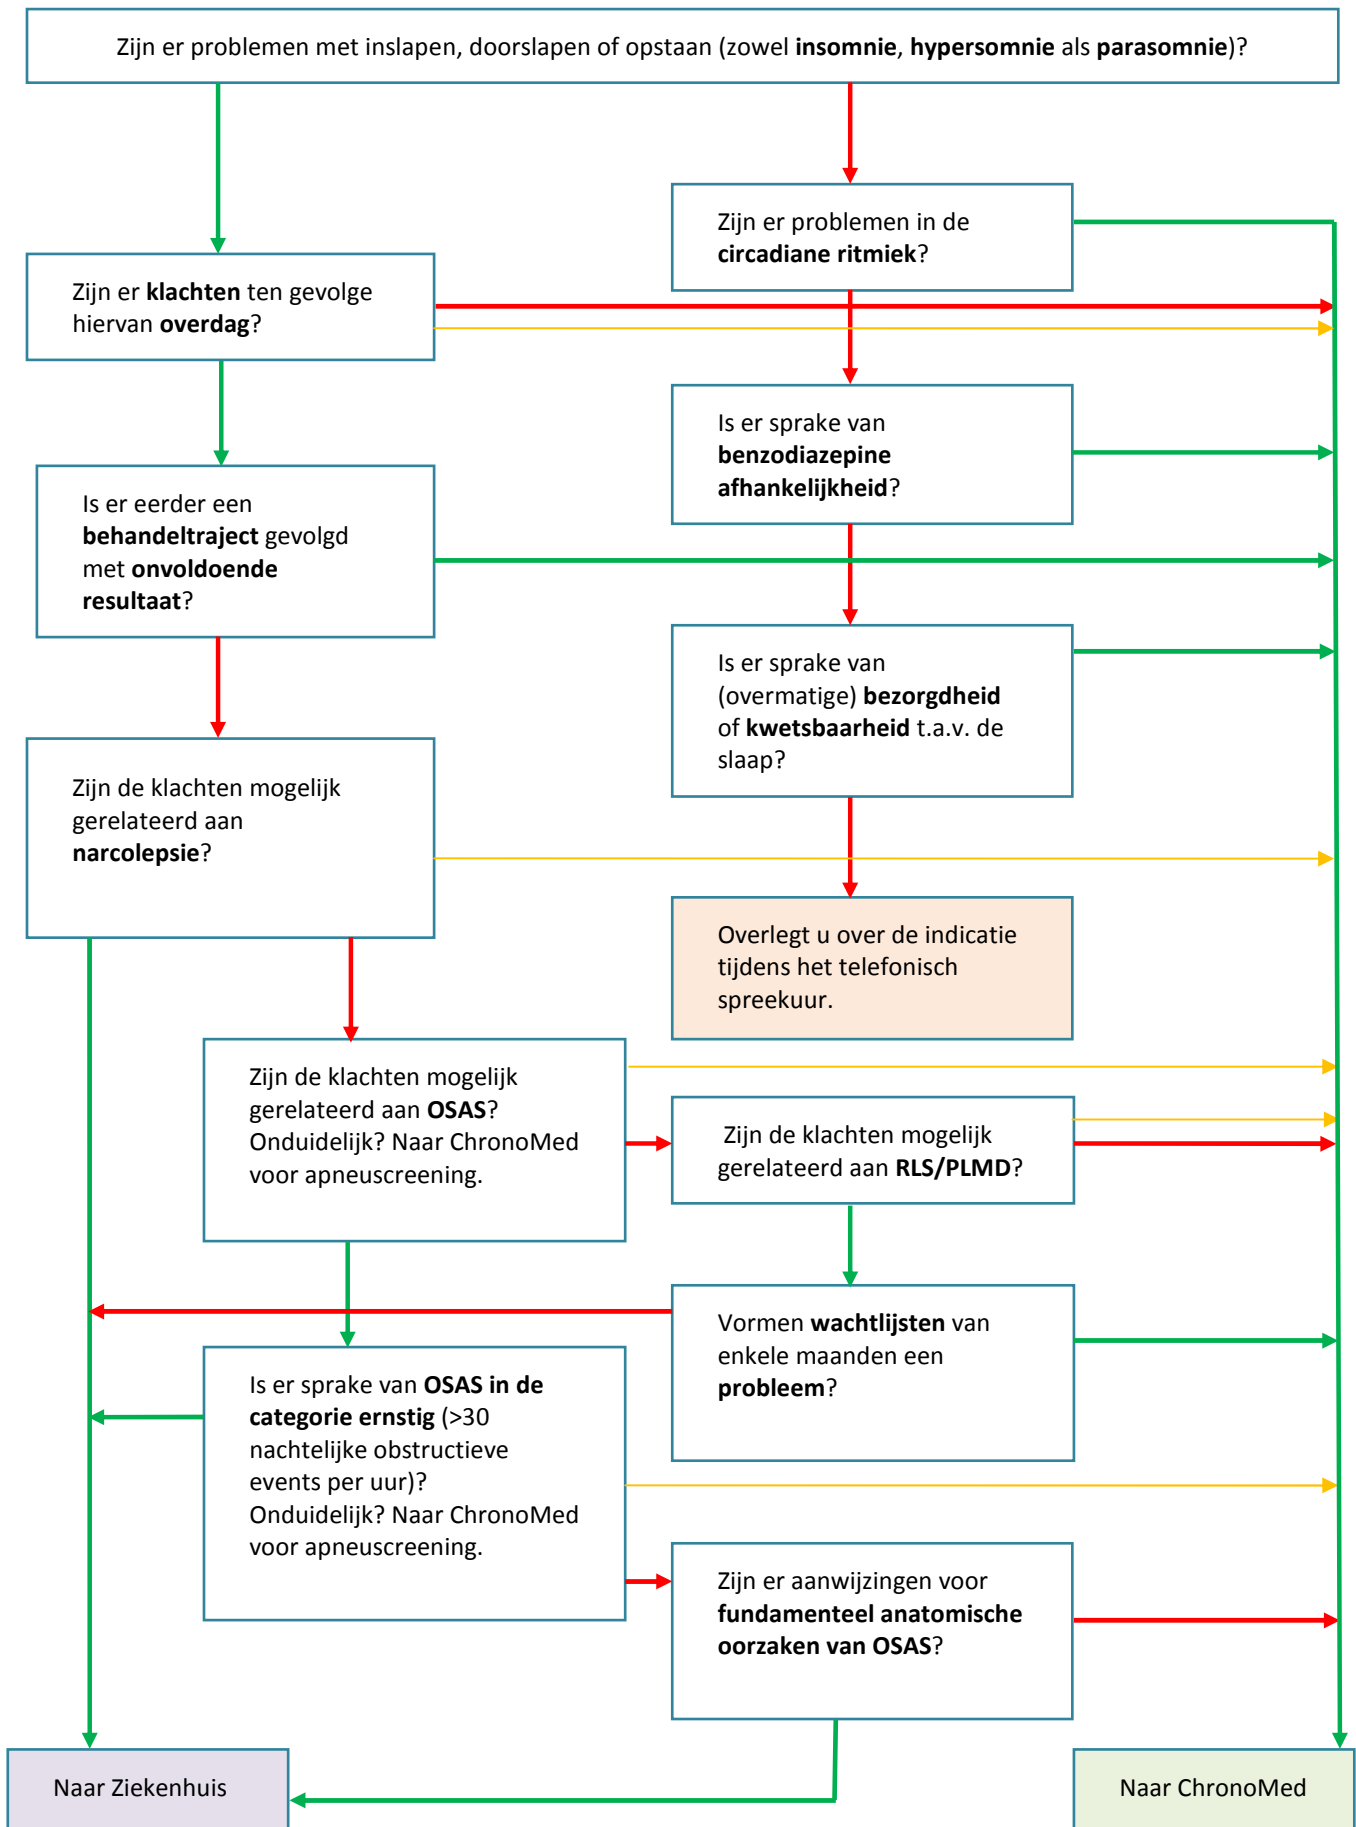 Zijn er problemen met inslapen, doorslapen of opstaan (zowel insomnie, hypersomnie als parasomnie)?
Zijn er problemen in de
circadiane ritmiek?
Zijn er klachten ten gevolge
hiervan overdag?
Is er sprake van
benzodiazepine
afhankelijkheid?
Is er eerder een
behandeltraject gevolgd
met onvoldoende
resultaat?
Is er sprake van
(overmatige) bezorgdheid
of kwetsbaarheid t.a.v. de
slaap?
Zijn de klachten mogelijk
gerelateerd aan
narcolepsie?
Overlegt u over de indicatie
tijdens het telefonisch
spreekuur.
Zijn de klachten mogelijk
gerelateerd aan OSAS?
Onduidelijk? Naar ChronoMed
voor apneuscreening.
Zijn de klachten mogelijk
gerelateerd aan RLS/PLMD?
Vormen wachtlijsten van
enkele maanden een
probleem?
Is er sprake van OSAS in de
categorie ernstig (>30
nachtelijke obstructieve
events per uur)?
Onduidelijk? Naar ChronoMed
voor apneuscreening.
Zijn er aanwijzingen voor
fundamenteel anatomische
oorzaken van OSAS?
Naar Ziekenhuis
Naar ChronoMed